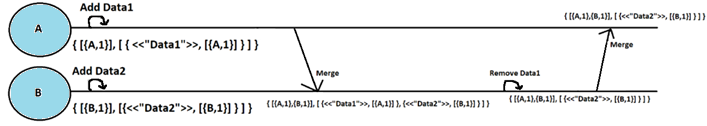 Add Data1
{ [{A,1},{B,1}], [ {<<"Data2">>, [{B,1}] } ] }
A
{ [{A,1}], [ { <<"Data1">>, [{A,1}] ] } ] }
Merge
Merge
Add Data2
Remove Data1
B
{ [{B,1}], [{<<"Data2">>, [{B,1}] } ] }
{ [{A,1},{B,1}], [ {<<"Data1">>, [{A,1}] }, {<<"Data2">>, [{B,1}] } ] }
{ [{A,1},{B,1}], [ {<<"Data2">>, [{B,1}] } ] }